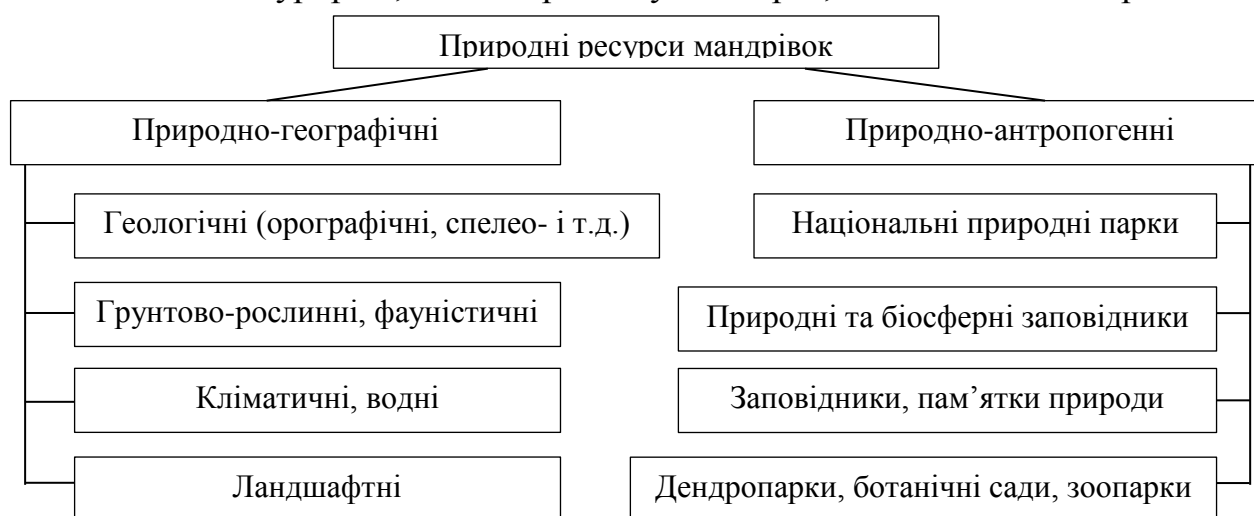 Природні ресурси мандрівок
Природно-географічні
Природно-антропогенні
Геологічні (орографічні, спелео- і т.д.)
Національні природні парки
Грунтово-рослинні, фауністичні
Природні та біосферні заповідники
Кліматичні, водні
Заповідники, пам’ятки природи
Ландшафтні
Дендропарки, ботанічні сади, зоопарки